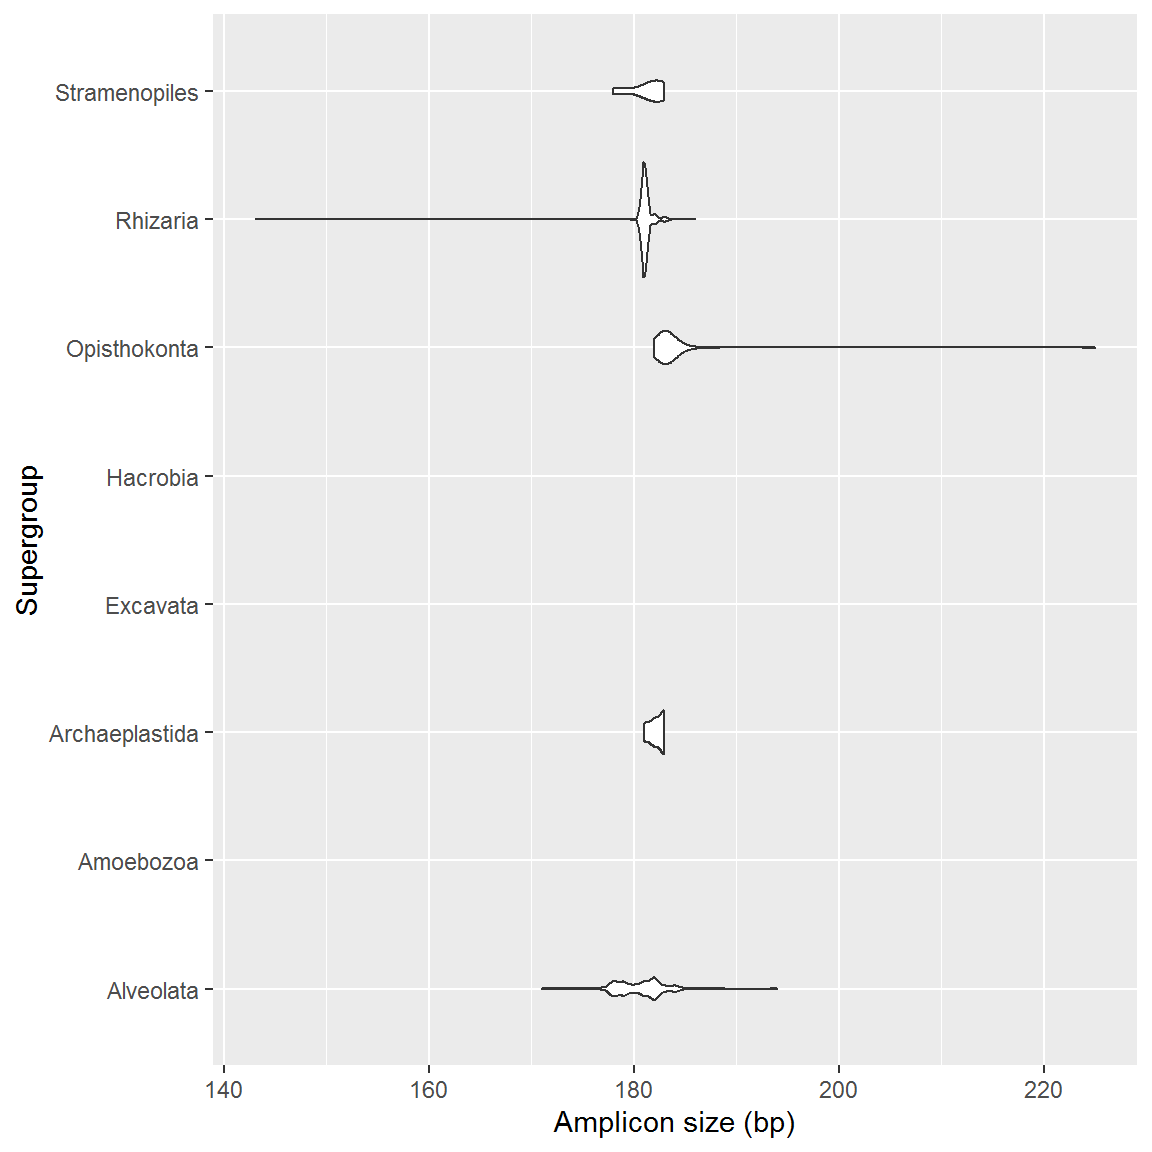 Stramenopiles
Rhizaria
Opisthokonta
Hacrobia
Excavata
Archaeplastida
Amoebozoa
Alveolata
Supergroup
140 160 180 200 220
Amplicon size (bp)